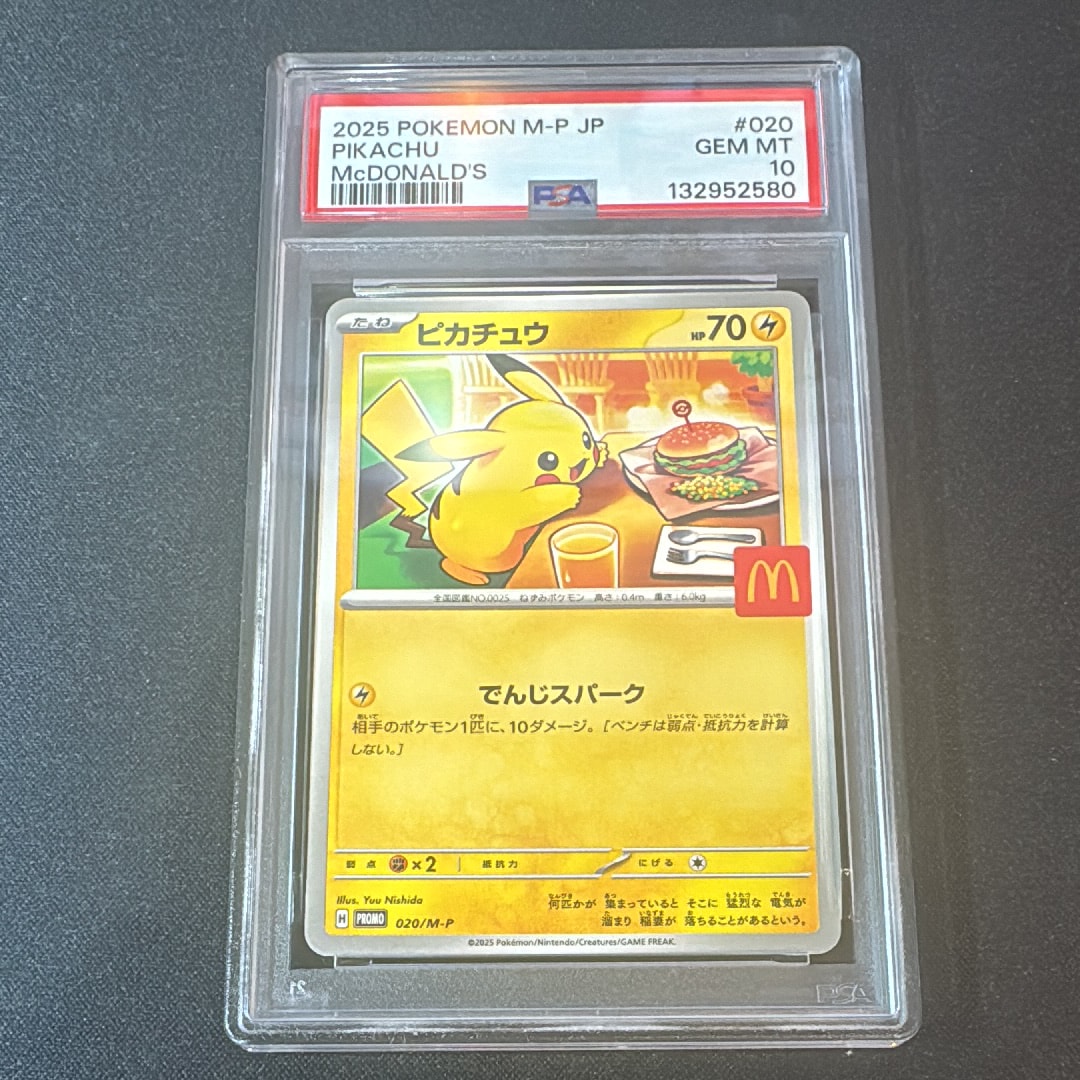 2025 POKEMON M-P JP #020
PIKACHU GEM MT
McDONALD'S 10
PSA 132952580
たね ピカチュウ HP70
全国図鑑NO.0025 ねずみポケモン 高さ:0.4m 重さ:6.0kg
でんじスパーク
相手のポケモン1匹に、10ダメージ。[ベンチは弱点・抵抗力を計算
しない。]
弱点 ×2 抵抗力 にげる
Illus. Yuu Nishida
何匹かが 集まっていると そこに 猛烈な 電気が
溜まり 稲妻が 落ちることがあるという。
H PROMO 020/M-P
©2025 Pokémon/Nintendo/Creatures/GAME FREAK.
PSA